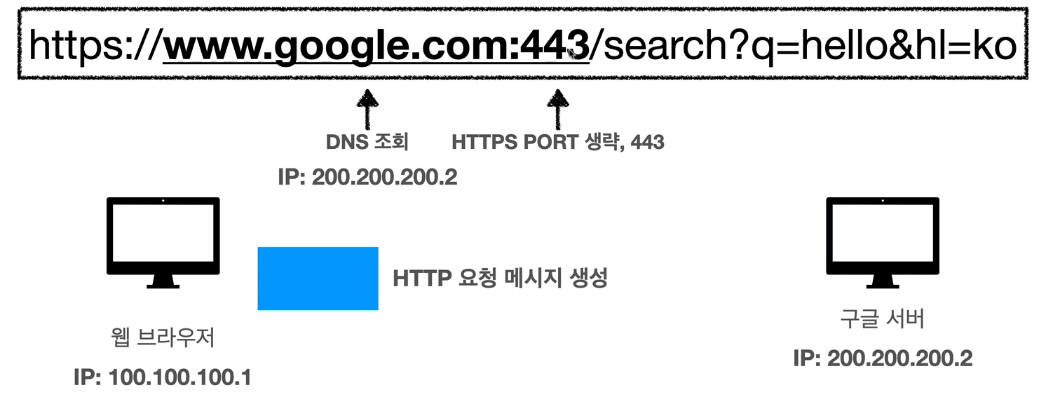 https://www.google.com:443/search?q=hello&hl=ko
DNS 조회
HTTPS PORT 생략, 443
IP: 200.200.200.2
HTTP 요청 메시지 생성
웹 브라우저
IP: 100.100.100.1
구글 서버
IP: 200.200.200.2